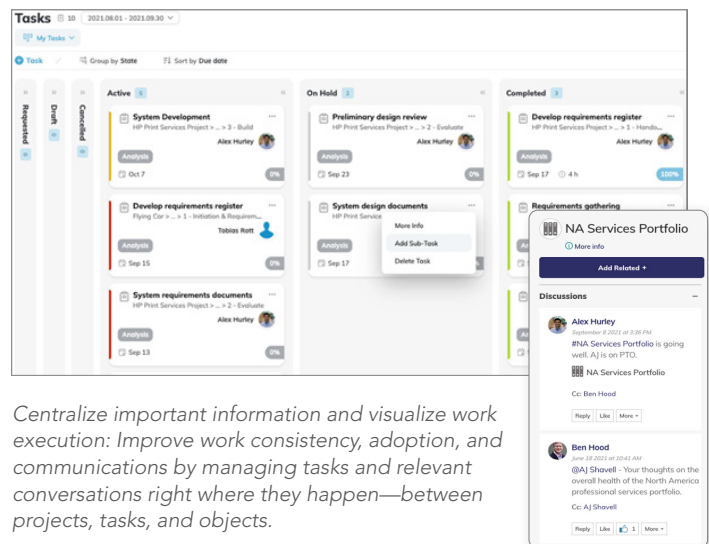 Tasks 10 2021.08.01 - 2021.09.30
My Tasks
Task Group by State Sort by Due date
Requested 0
Draft 0
Cancelled 0
Active 5
System Development ...
HP Print Services Project > ... > 3 - Build
Alex Hurley
Analysis
Oct 7 0%
Develop requirements register ...
Flying Car > ... > 1 - Initiation & Requirem...
Tobias Rott
Analysis
Sep 15 0%
System requirements documents ...
HP Print Services Project > ... > 2 - Evaluate
Alex Hurley
Analysis
Sep 13 0%
On Hold 2
Preliminary design review ...
HP Print Services Project > ... > 2 - Evaluate
Alex Hurley
Analysis
Sep 23 0%
System design documents ...
HP Print Service
Analysis
Sep 17
More Info
Add Sub-Task
Delete Task
Completed 3
Develop requirements register ...
HP Print Services Project > ... > 1 - Hando...
Alex Hurley
Analysis
Sep 17 4 h 100%
Requirements gathering ...
NA Services Portfolio
More info
Add Related +
Discussions –
Alex Hurley
September 8 2021 at 3:36 PM
#NA Services Portfolio is going
well. AJ is on PTO.
NA Services Portfolio
Cc: Ben Hood
Reply Like More
Ben Hood
June 18 2021 at 10:41 AM
@AJ Shavell - Your thoughts on the
overall health of the North America
professional services portfolio.
Cc: AJ Shavell
Reply Like 1 More
Centralize important information and visualize work
execution: Improve work consistency, adoption, and
communications by managing tasks and relevant
conversations right where they happen—between
projects, tasks, and objects.